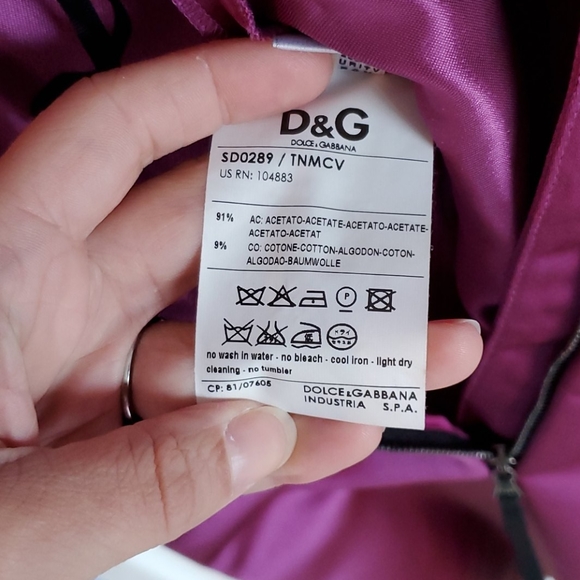 D&G
DOLCE & GABBANA
SD0289 / TNMCV
US RN: 104883
91% AC: ACETATO-ACETATE-ACETATO-ACETATE-
ACETATO-ACETAT
9% CO: COTONE-COTTON-ALGODON-COTON-
ALGODAO-BAUMWOLLE
P
no wash in water - no bleach - cool iron - light dry
cleaning - no tumbler
CP: 81/07605 DOLCE & GABBANA
INDUSTRIA S.P.A.